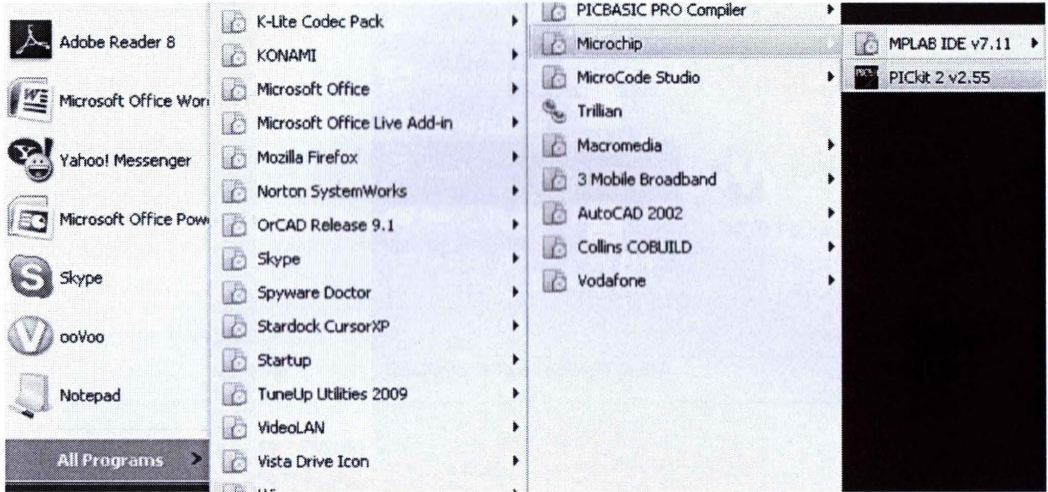 Adobe Reader 8
Microsoft Office Wor
Yahoo! Messenger
Microsoft Office Pow
Skype
ooVoo
Notepad
All Programs >
K-Lite Codec Pack
KONAMI
Microsoft Office
Microsoft Office Live Add-in
Mozilla Firefox
Norton SystemWorks
OrCAD Release 9.1
Skype
Spyware Doctor
Stardock CursorXP
Startup
TuneUp Utilities 2009
VideoLAN
Vista Drive Icon
PICBASIC PRO Compiler
Microchip
MicroCode Studio
Trillian
Macromedia
3 Mobile Broadband
AutoCAD 2002
Collins COBUILD
Vodafone
MPLAB IDE v7.11
PICkit 2 v2.55